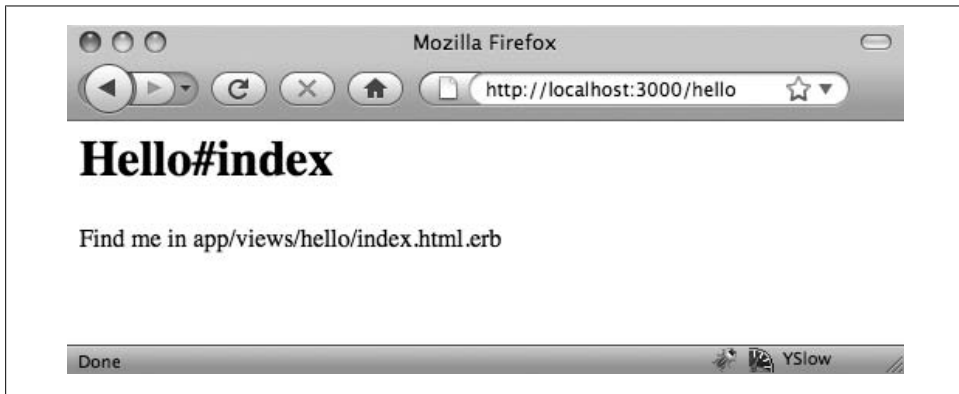 Mozilla Firefox
http://localhost:3000/hello
Hello#index
Find me in app/views/hello/index.html.erb
Done
YSlow